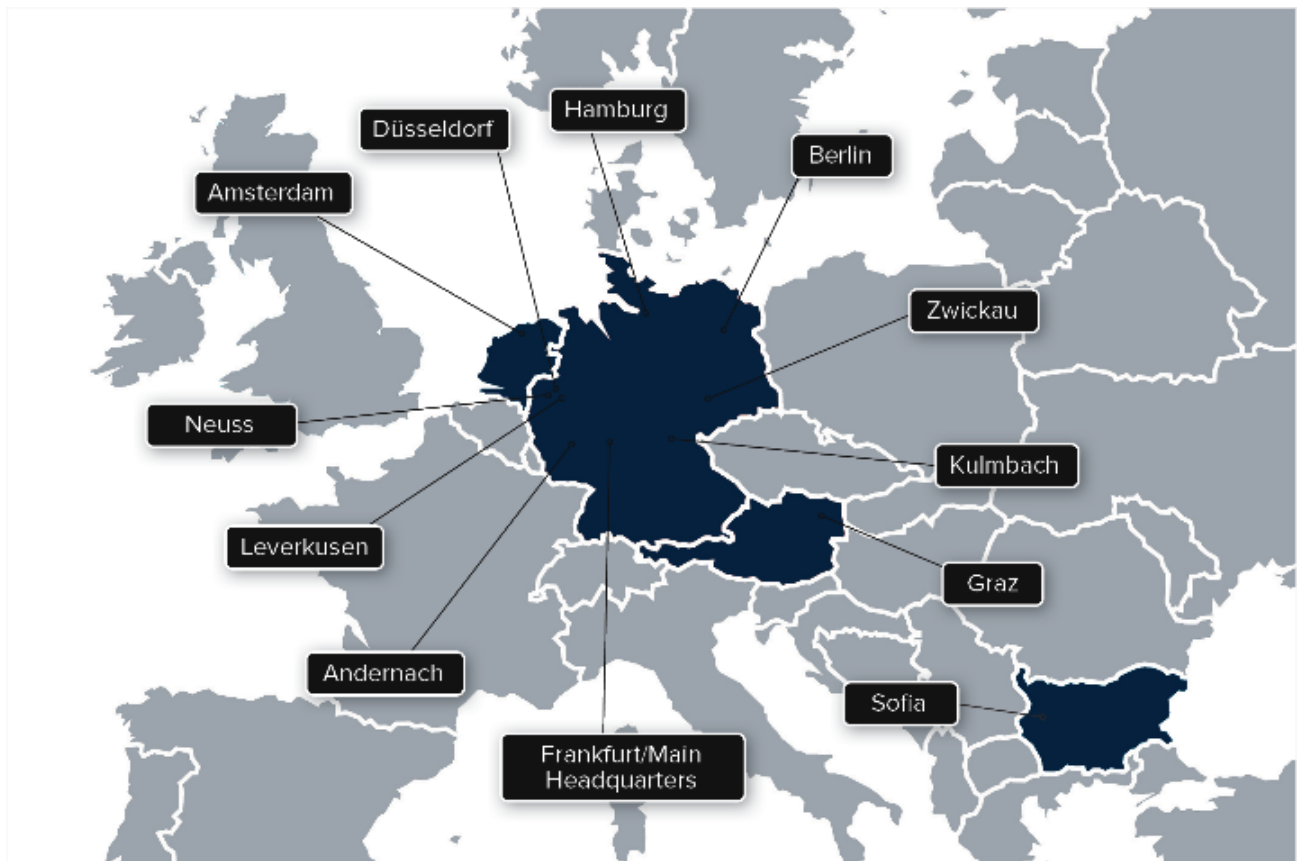 Hamburg
Düsseldorf
Berlin
Amsterdam
Zwickau
Neuss
Kulmbach
Leverkusen
Graz
Andernach
Sofia
Frankfurt/Main
Headquarters